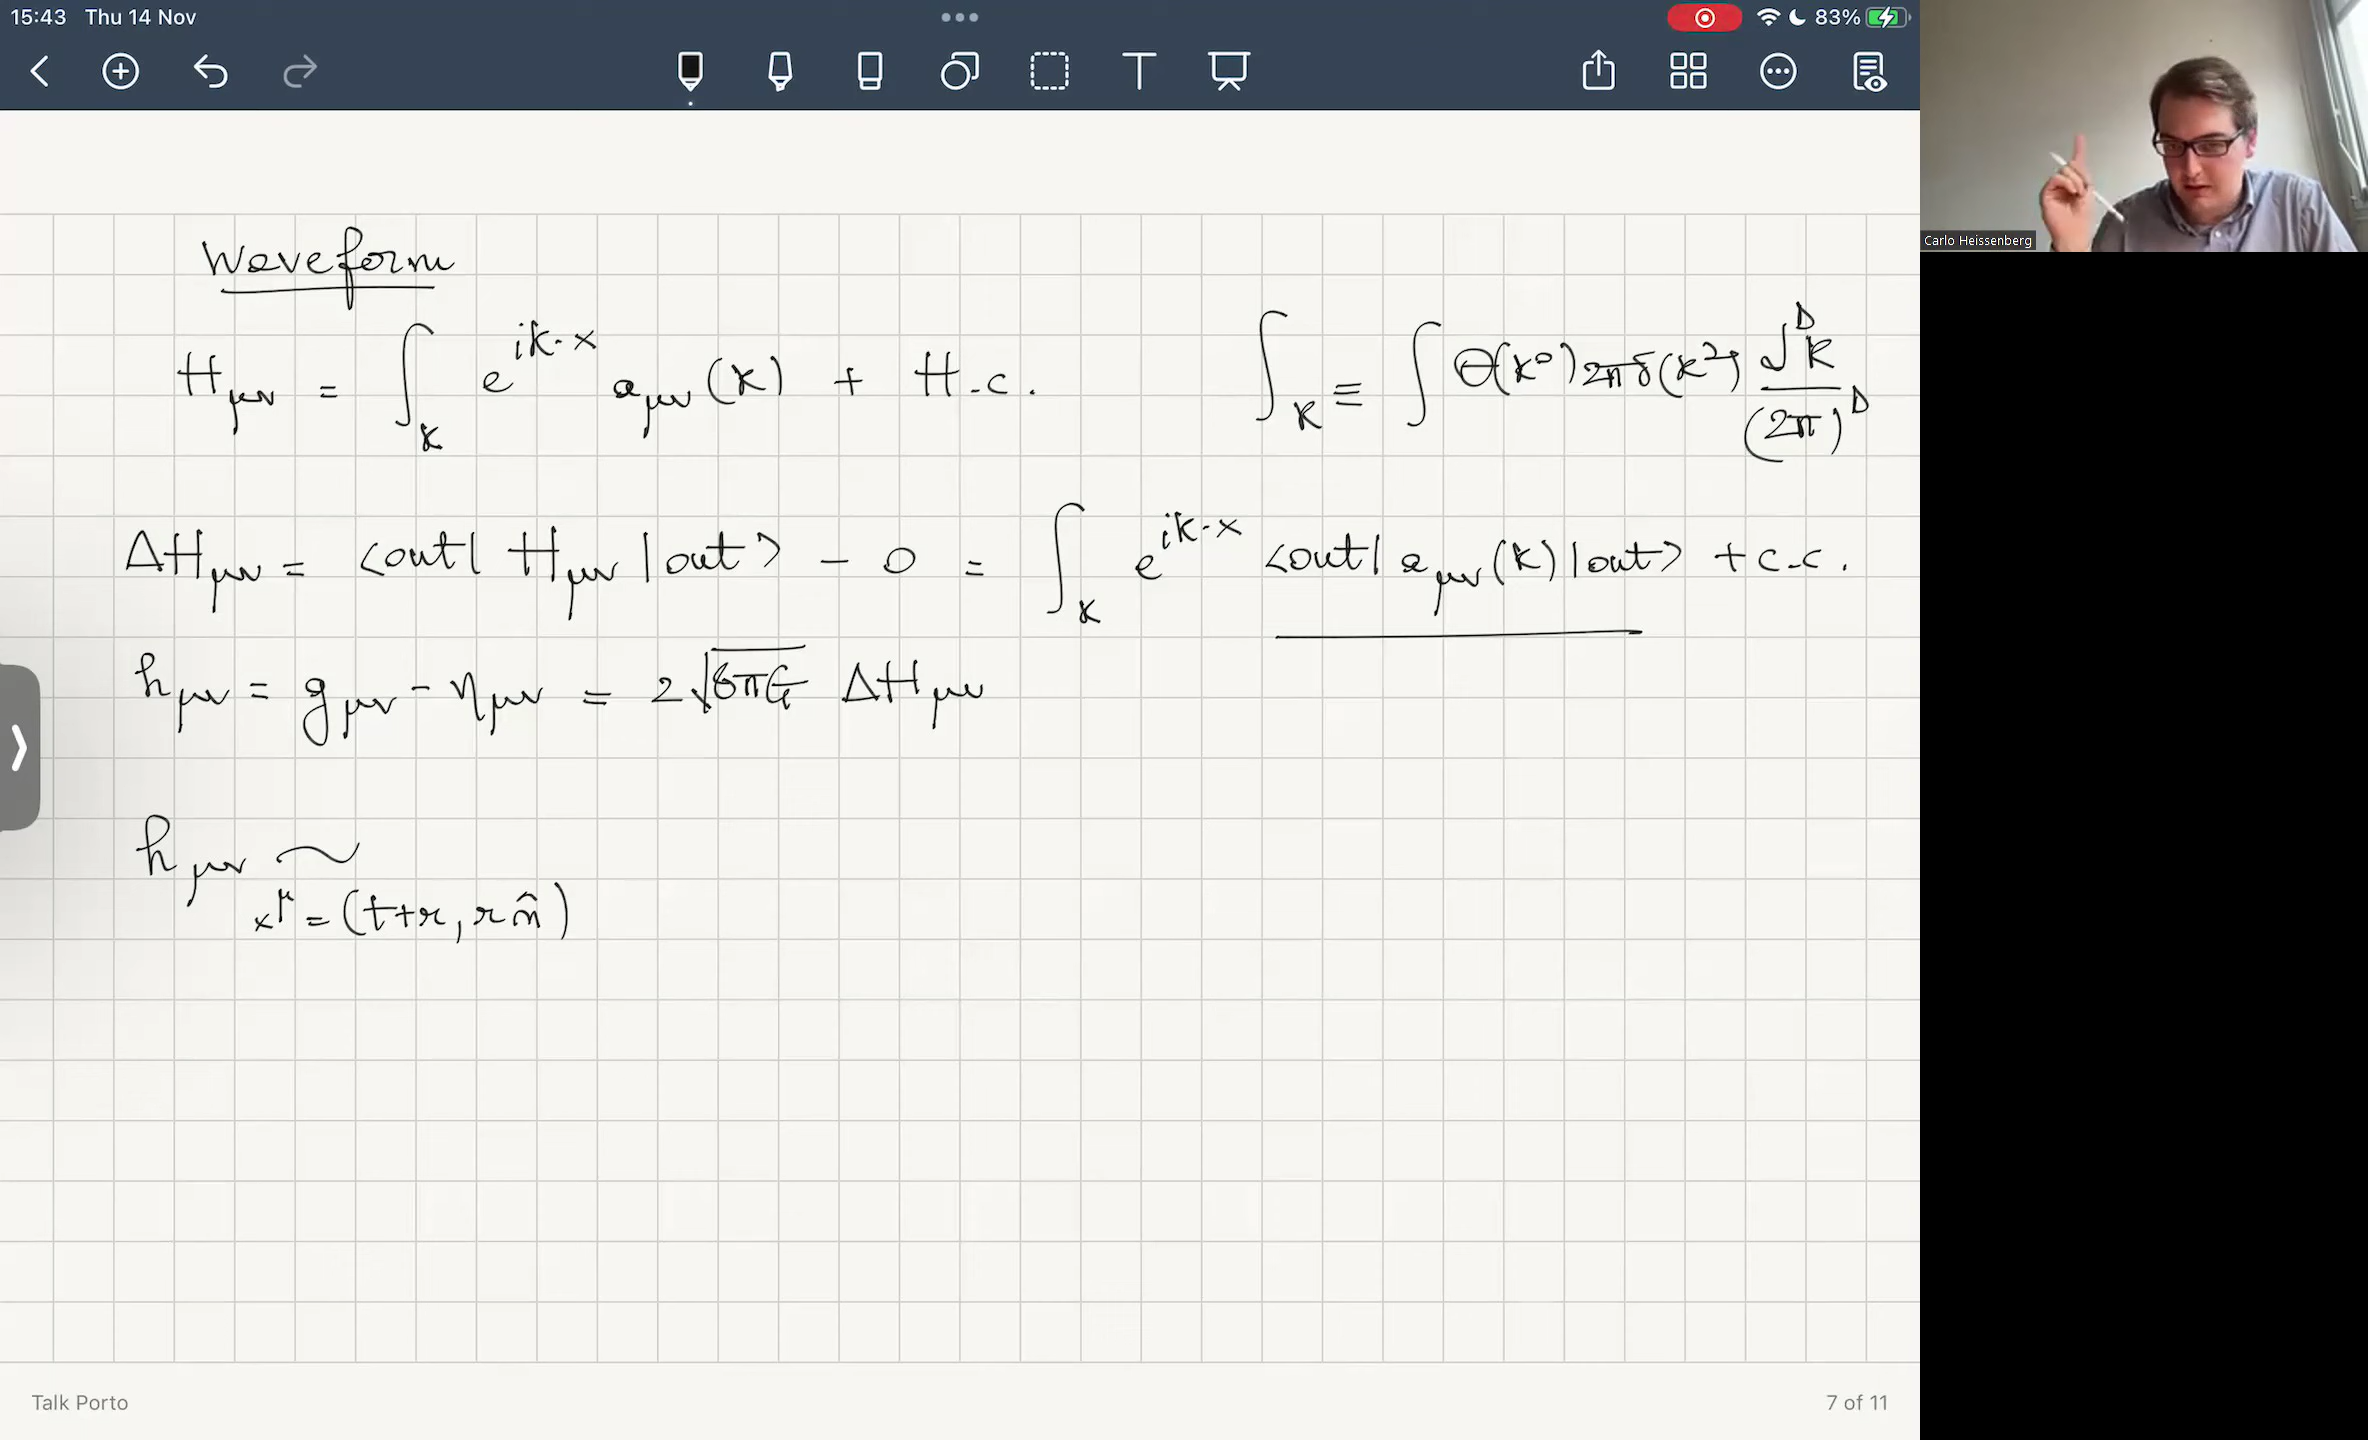 15:43 Thu 14 Nov 83%
T
Carlo Heissenberg
Waveform
H_μν = ∫_k e^{ik·x} a_μν(k) + H.c. ∫_k ≡ ∫ Θ(k⁰) 2πδ(k²) d^D k / (2π)^D
ΔH_μν = <out| H_μν |out> − 0 = ∫_k e^{ik·x} <out| a_μν(k) |out> + c.c.
h_μν = g_μν − η_μν = 2√8πG ΔH_μν
h_μν ~
x^μ = (t+r, r n̂)
Talk Porto
7 of 11